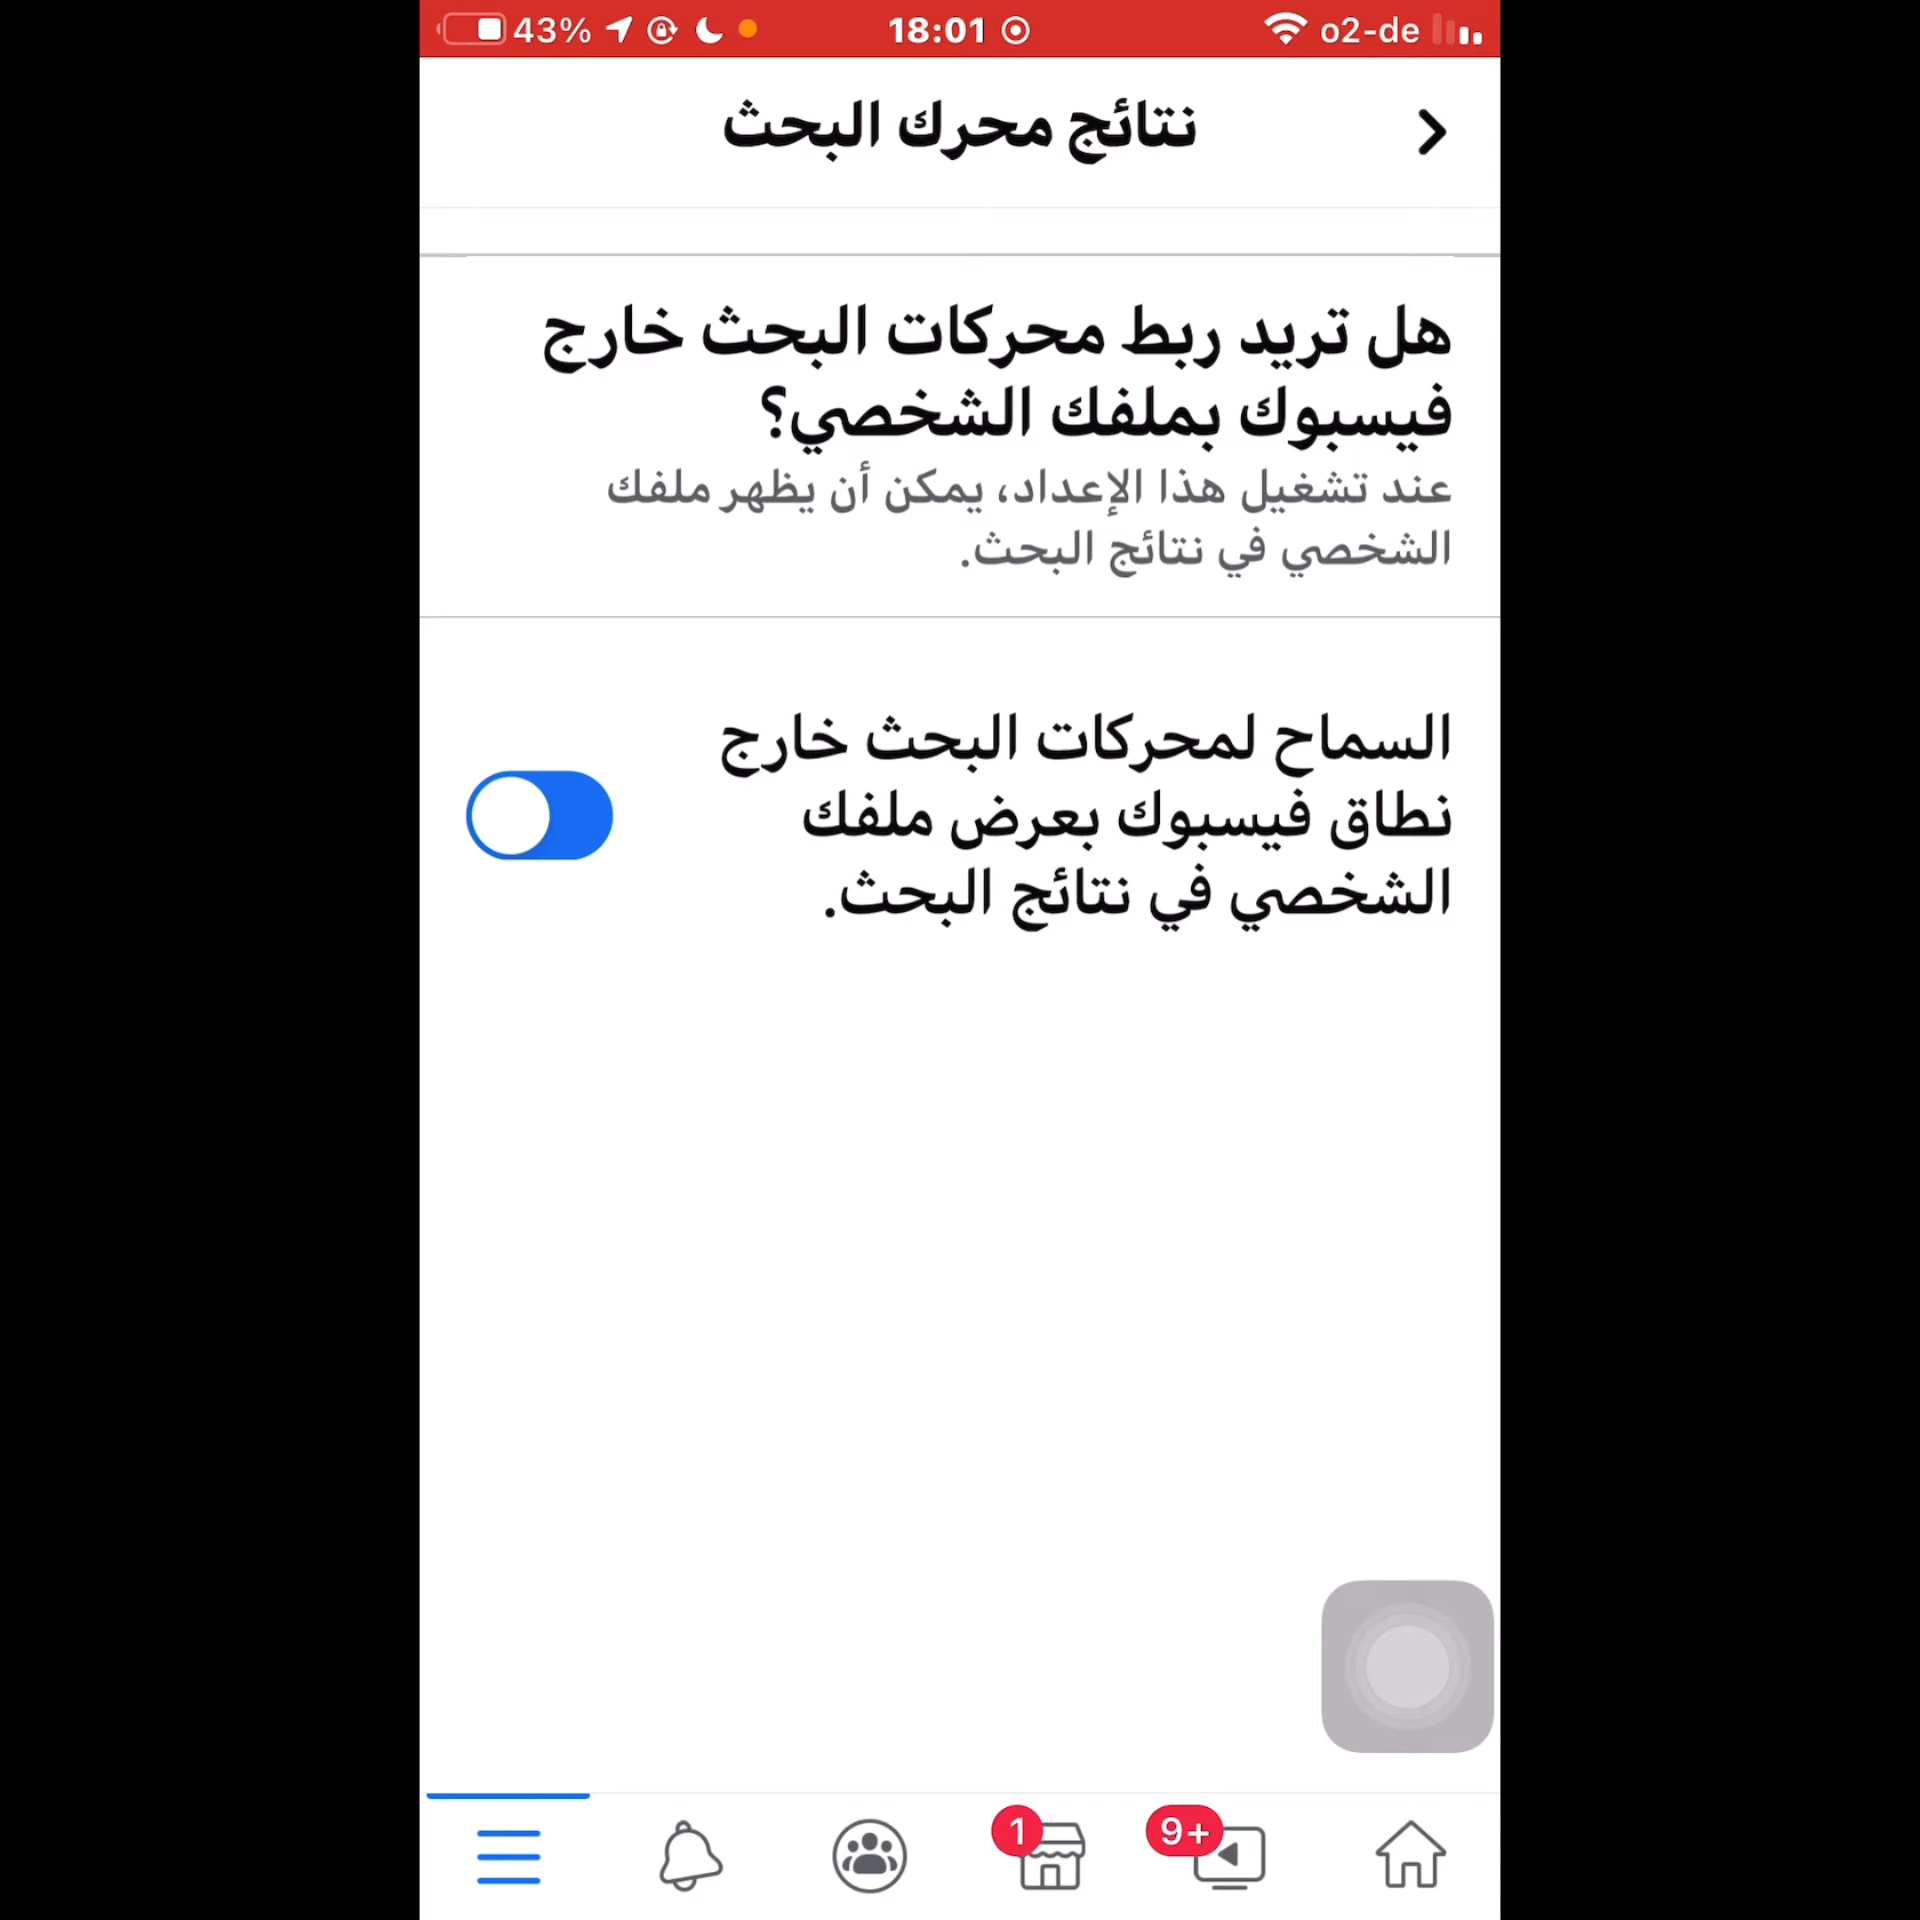 43% 18:01 o2-de
نتائج محرك البحث
هل تريد ربط محركات البحث خارج
فيسبوك بملفك الشخصي؟
عند تشغيل هذا الإعداد، يمكن أن يظهر ملفك
الشخصي في نتائج البحث.
السماح لمحركات البحث خارج
نطاق فيسبوك بعرض ملفك
الشخصي في نتائج البحث.
9+
1